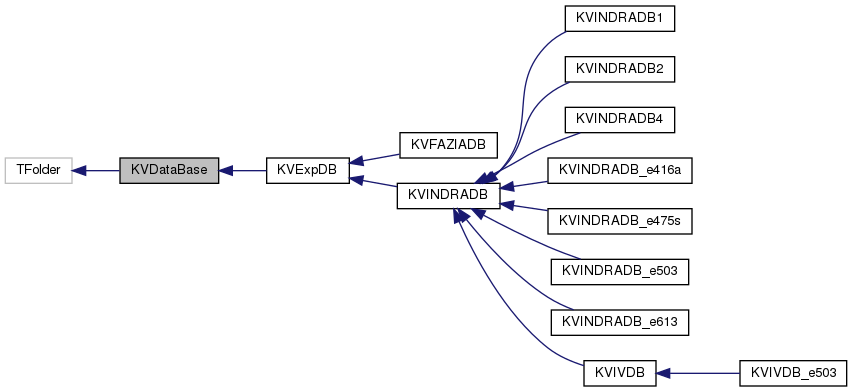 KVINDRADB1
KVINDRADB2
KVINDRADB4
KVFAZIADB
TFolder
KVDataBase
KVExpDB
KVINDRADB_e416a
KVINDRADB
KVINDRADB_e475s
KVINDRADB_e503
KVINDRADB_e613
KVIVDB
KVIVDB_e503